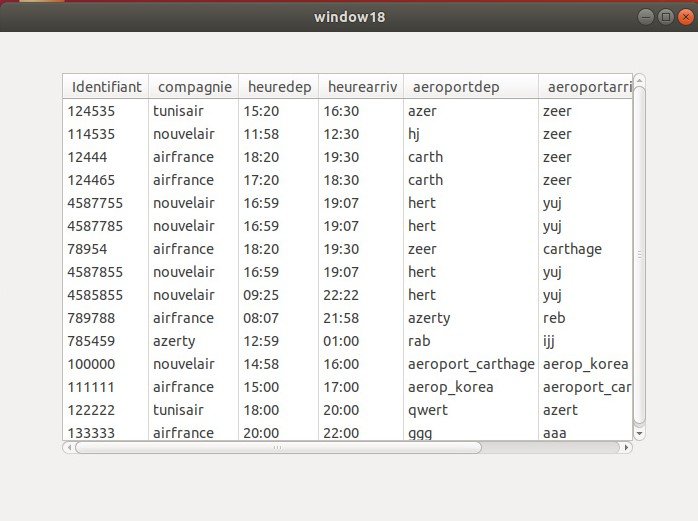 window18
Identifiant compagnie heuredep heurearriv aeroportdep aeroportarri
124535 tunisair 15:20 16:30 azer zeer
114535 nouvelair 11:58 12:30 hj zeer
12444 airfrance 18:20 19:30 carth zeer
124465 airfrance 17:20 18:30 carth zeer
4587755 nouvelair 16:59 19:07 hert yuj
4587785 nouvelair 16:59 19:07 hert yuj
78954 airfrance 18:20 19:30 zeer carthage
4587855 nouvelair 16:59 19:07 hert yuj
4585855 nouvelair 09:25 22:22 hert yuj
789788 airfrance 08:07 21:58 azerty reb
785459 azerty 12:59 01:00 rab ijj
100000 nouvelair 14:58 16:00 aeroport_carthage aerop_korea
111111 airfrance 15:00 17:00 aerop_korea aeroport_car
122222 tunisair 18:00 20:00 qwert azert
133333 airfrance 20:00 22:00 ggg aaa